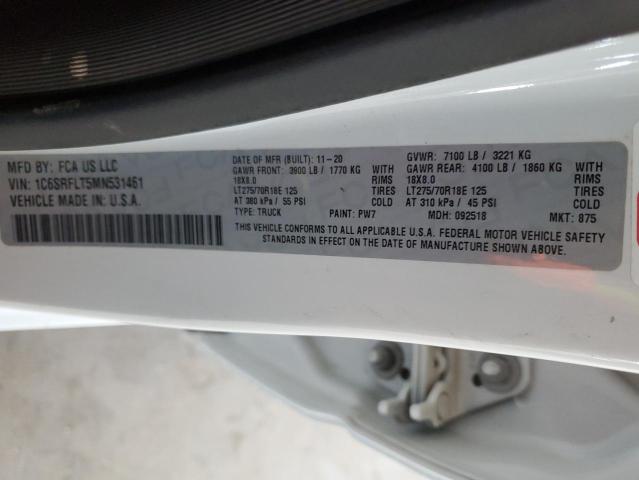 MFD BY: FCA US LLC
VIN: 1C6SRFLT5MN531461
VEHICLE MADE IN: U.S.A.
DATE OF MFR (BUILT): 11-20 GVWR: 7100 LB / 3221 KG
GAWR FRONT: 3900 LB / 1770 KG GAWR REAR: 4100 LB / 1860 KG
18X8.0 RIMS 18X8.0 RIMS
LT275/70R18E 125 TIRES LT275/70R18E 125 TIRES
AT 380 kPa / 55 PSI COLD AT 310 kPa / 45 PSI COLD
TYPE: TRUCK PAINT: PW7 MDH: 092518 MKT: 875
THIS VEHICLE CONFORMS TO ALL APPLICABLE U.S.A. FEDERAL MOTOR VEHICLE SAFETY
STANDARDS IN EFFECT ON THE DATE OF MANUFACTURE SHOWN ABOVE.